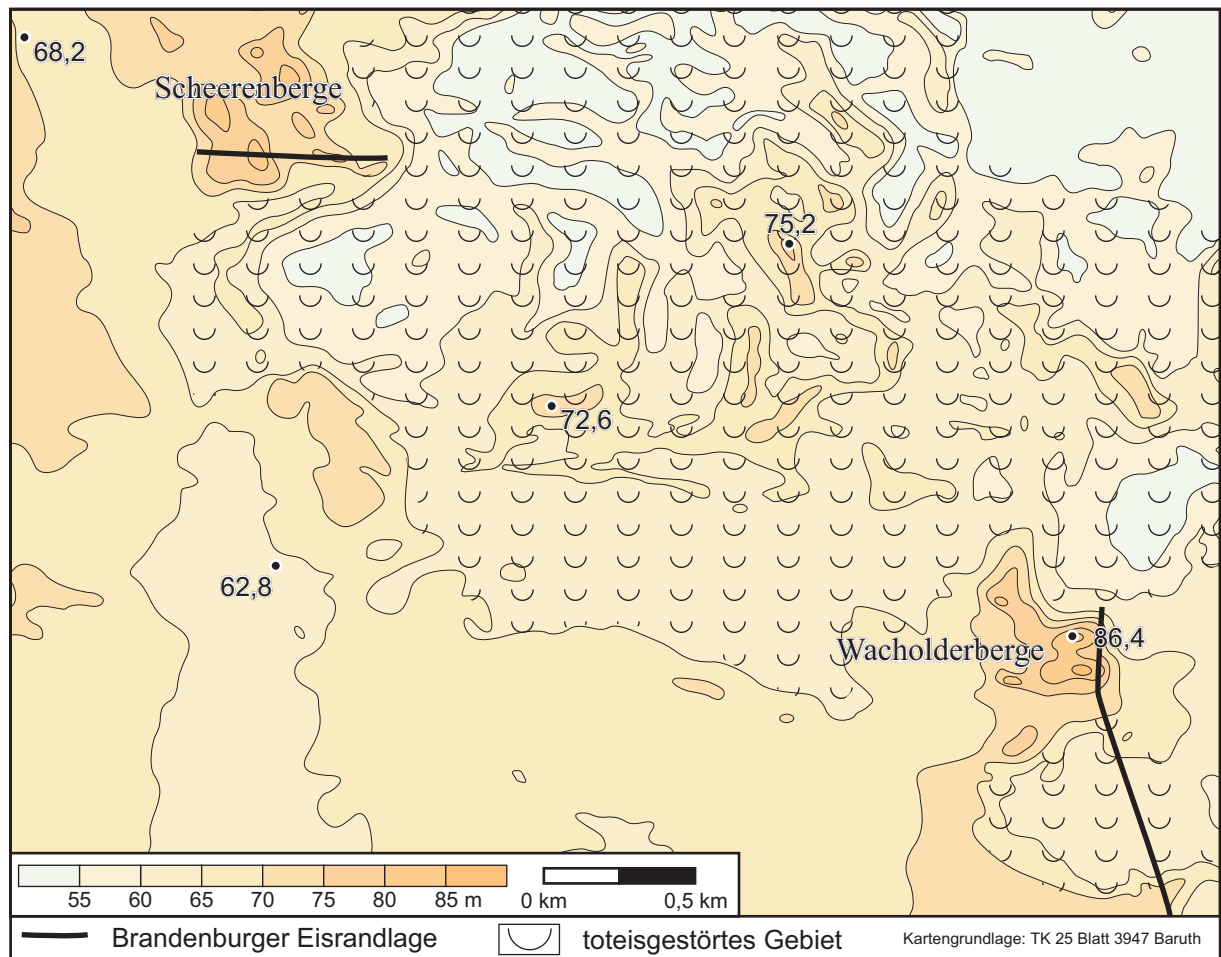 68,2
Scheerenberge
75,2
72,6
62,8
Wacholderberge
86,4
55 60 65 70 75 80 85 m
0 km 0,5 km
Brandenburger Eisrandlage toteisgestörtes Gebiet Kartengrundlage: TK 25 Blatt 3947 Baruth